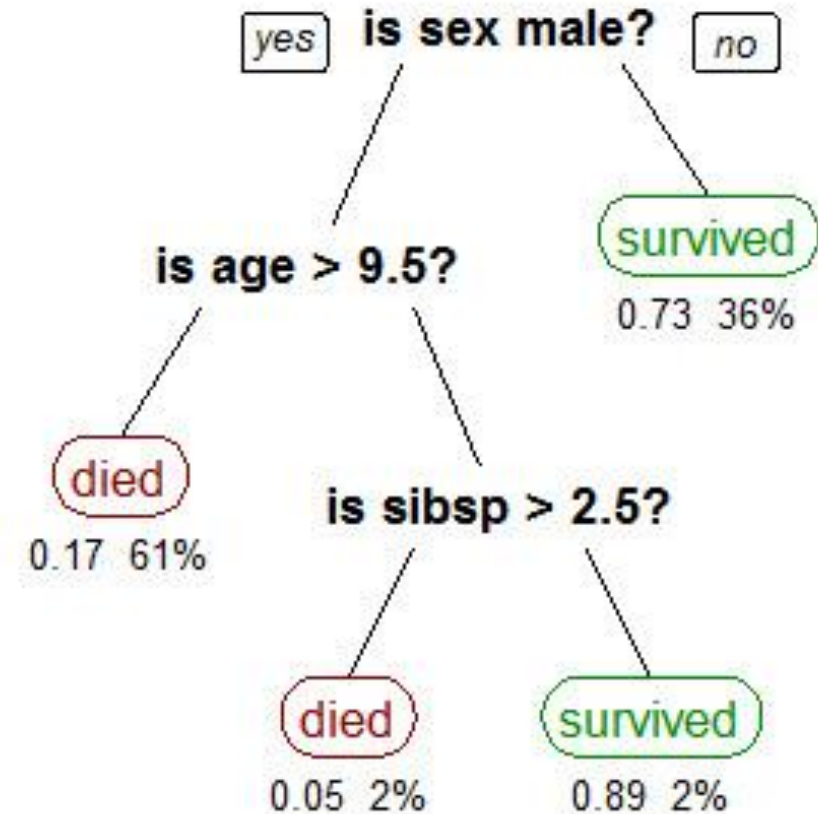 yes is sex male? no
survived
is age > 9.5?
0.73 36%
died
is sibsp > 2.5?
0.17 61%
died survived
0.05 2% 0.89 2%